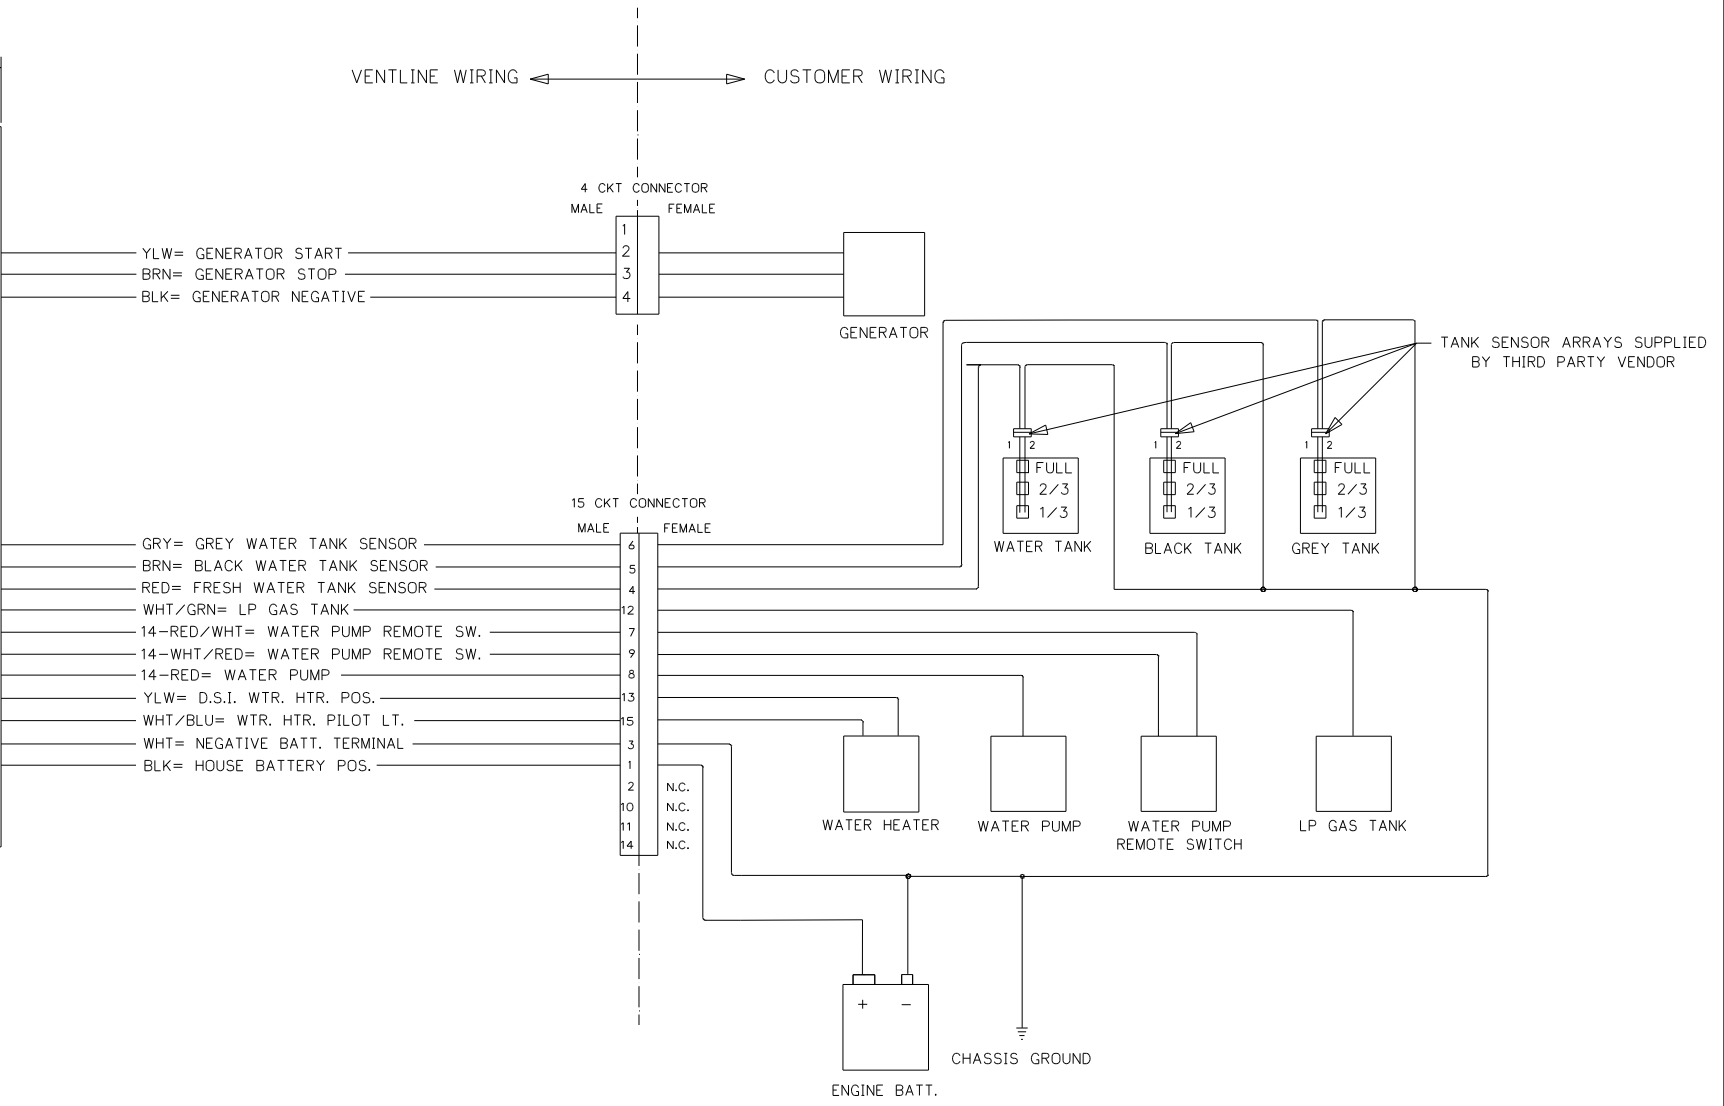 VENTLINE WIRING
CUSTOMER WIRING
4 CKT CONNECTOR
MALE FEMALE
1
YLW= GENERATOR START 2
BRN= GENERATOR STOP 3
BLK= GENERATOR NEGATIVE 4
GENERATOR
TANK SENSOR ARRAYS SUPPLIED
BY THIRD PARTY VENDOR
1 2
FULL
2/3
1/3
WATER TANK
1 2
FULL
2/3
1/3
BLACK TANK
1 2
FULL
2/3
1/3
GREY TANK
15 CKT CONNECTOR
MALE FEMALE
GRY= GREY WATER TANK SENSOR 6
BRN= BLACK WATER TANK SENSOR 5
RED= FRESH WATER TANK SENSOR 4
WHT/GRN= LP GAS TANK 12
14-RED/WHT= WATER PUMP REMOTE SW. 7
14-WHT/RED= WATER PUMP REMOTE SW. 9
14-RED= WATER PUMP 8
YLW= D.S.I. WTR. HTR. POS. 13
WHT/BLU= WTR. HTR. PILOT LT. 15
WHT= NEGATIVE BATT. TERMINAL 3
BLK= HOUSE BATTERY POS. 1
2 N.C.
10 N.C.
11 N.C.
14 N.C.
WATER HEATER
WATER PUMP
WATER PUMP
REMOTE SWITCH
LP GAS TANK
+ −
ENGINE BATT.
CHASSIS GROUND